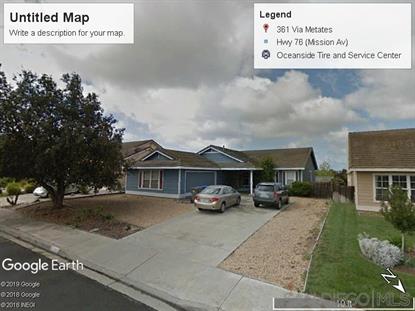 Untitled Map
Write a description for your map.
Legend
361 Via Metates
Hwy 76 (Mission Av)
Oceanside Tire and Service Center
Google Earth
© 2019 Google
© 2018 Google
© 2018 INEGI